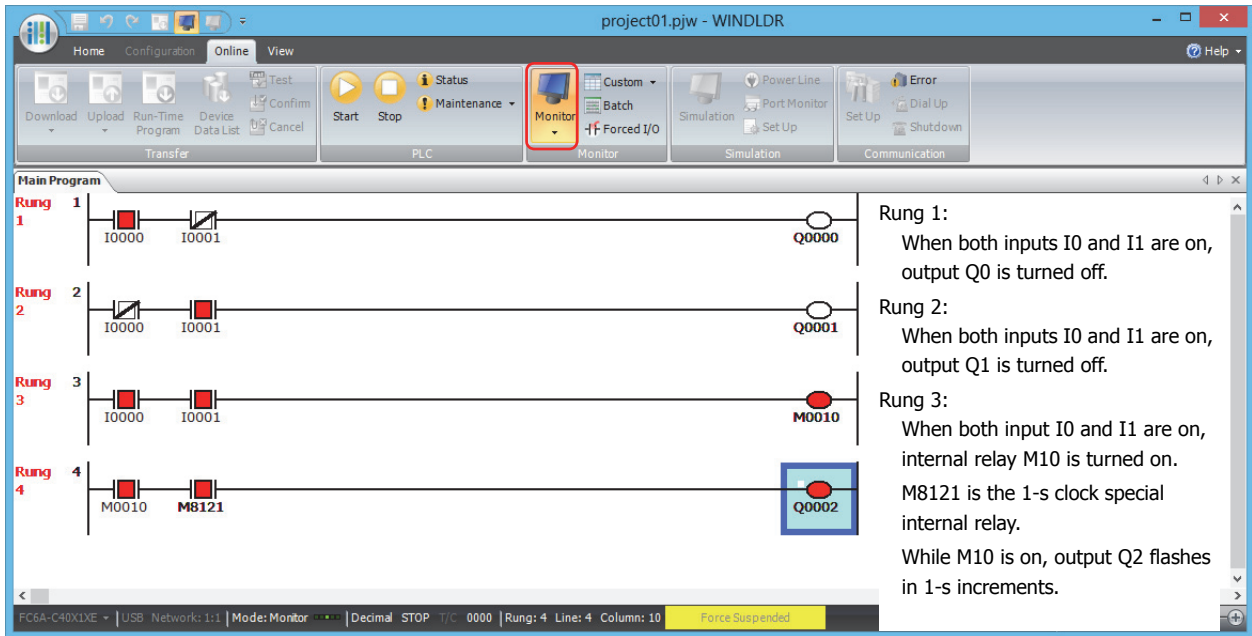 project01.pjw - WINDLDR
Home Configuration Online View Help
Download Upload Run-Time Program Device Data List Test Confirm Cancel
Transfer
Start Stop Status Maintenance
PLC
Monitor Custom Batch Forced I/O
Monitor
Simulation Power Line Port Monitor Set Up
Simulation
Set Up Error Dial Up Shutdown
Communication
Main Program
Rung 1
1
I0000 I0001 Q0000
Rung 2
2
I0000 I0001 Q0001
Rung 3
3
I0000 I0001 M0010
Rung 4
4
M0010 M8121 Q0002
Rung 1:
When both inputs I0 and I1 are on,
output Q0 is turned off.
Rung 2:
When both inputs I0 and I1 are on,
output Q1 is turned off.
Rung 3:
When both input I0 and I1 are on,
internal relay M10 is turned on.
M8121 is the 1-s clock special
internal relay.
While M10 is on, output Q2 flashes
in 1-s increments.
FC6A-C40X1XE USB Network: 1:1 Mode: Monitor Decimal STOP T/C 0000 Rung: 4 Line: 4 Column: 10 Force Suspended